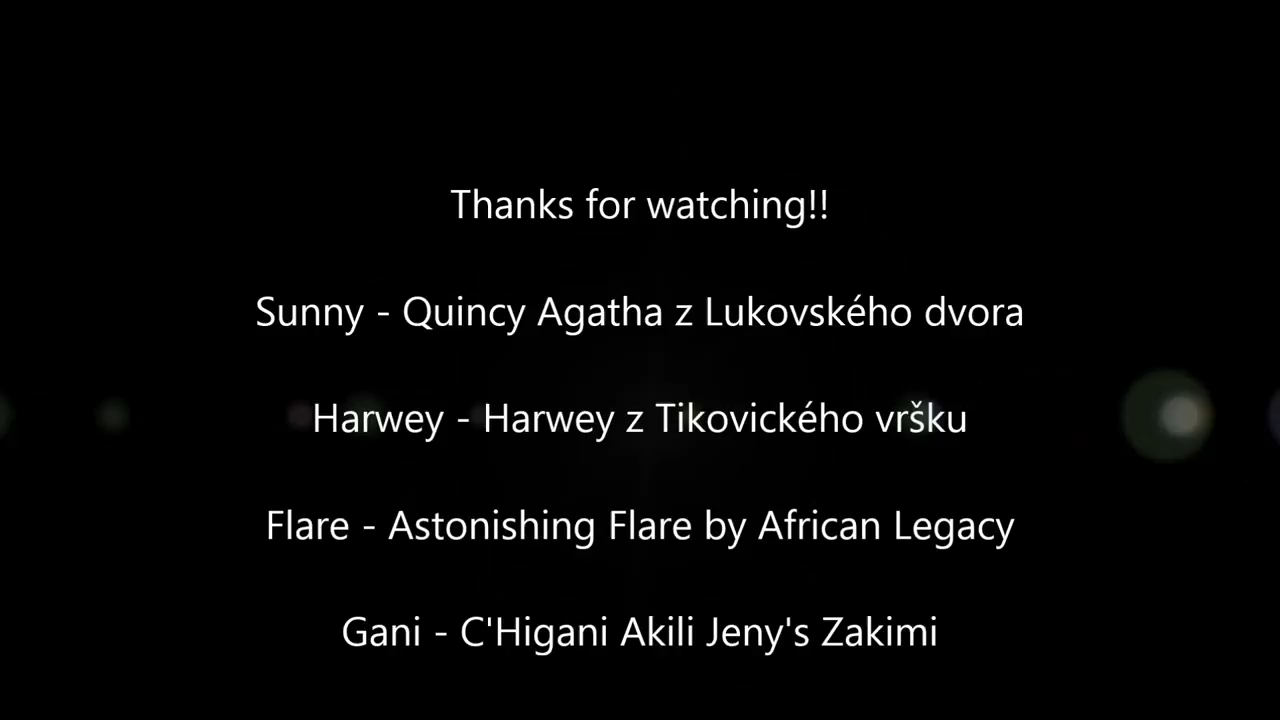 Thanks for watching!!
Sunny - Quincy Agatha z Lukovského dvora
Harwey - Harwey z Tikovického vršku
Flare - Astonishing Flare by African Legacy
Gani - C'Higani Akili Jeny's Zakimi